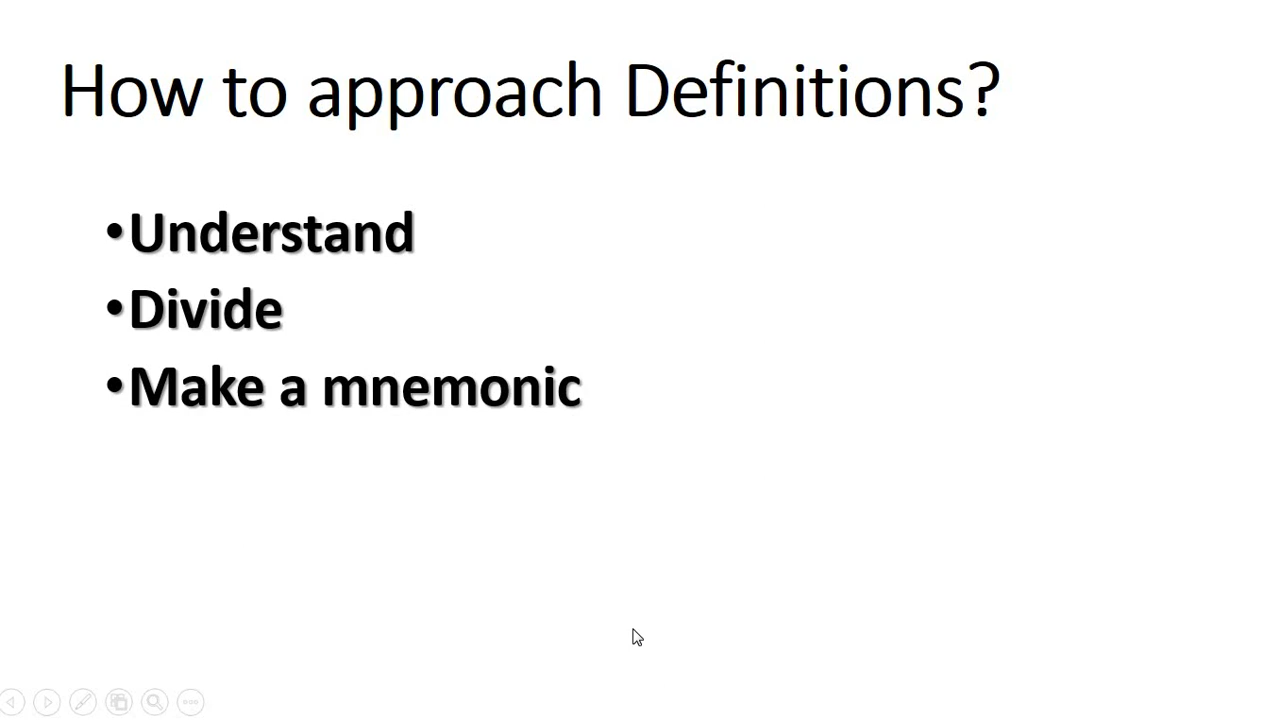 How to approach Definitions?
•Understand
•Divide
•Make a mnemonic